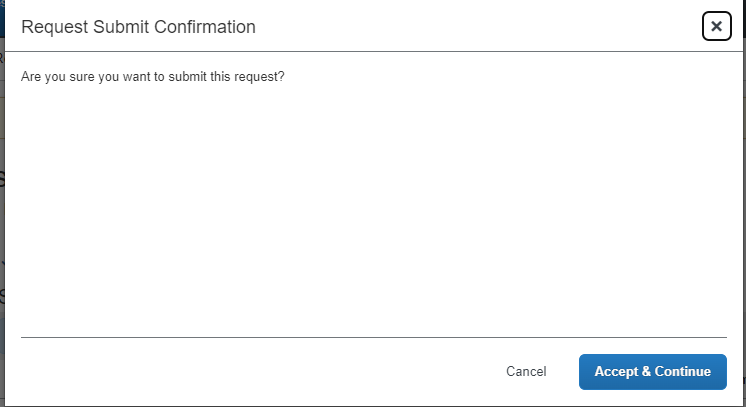 Request Submit Confirmation
Are you sure you want to submit this request?
Cancel
Accept & Continue